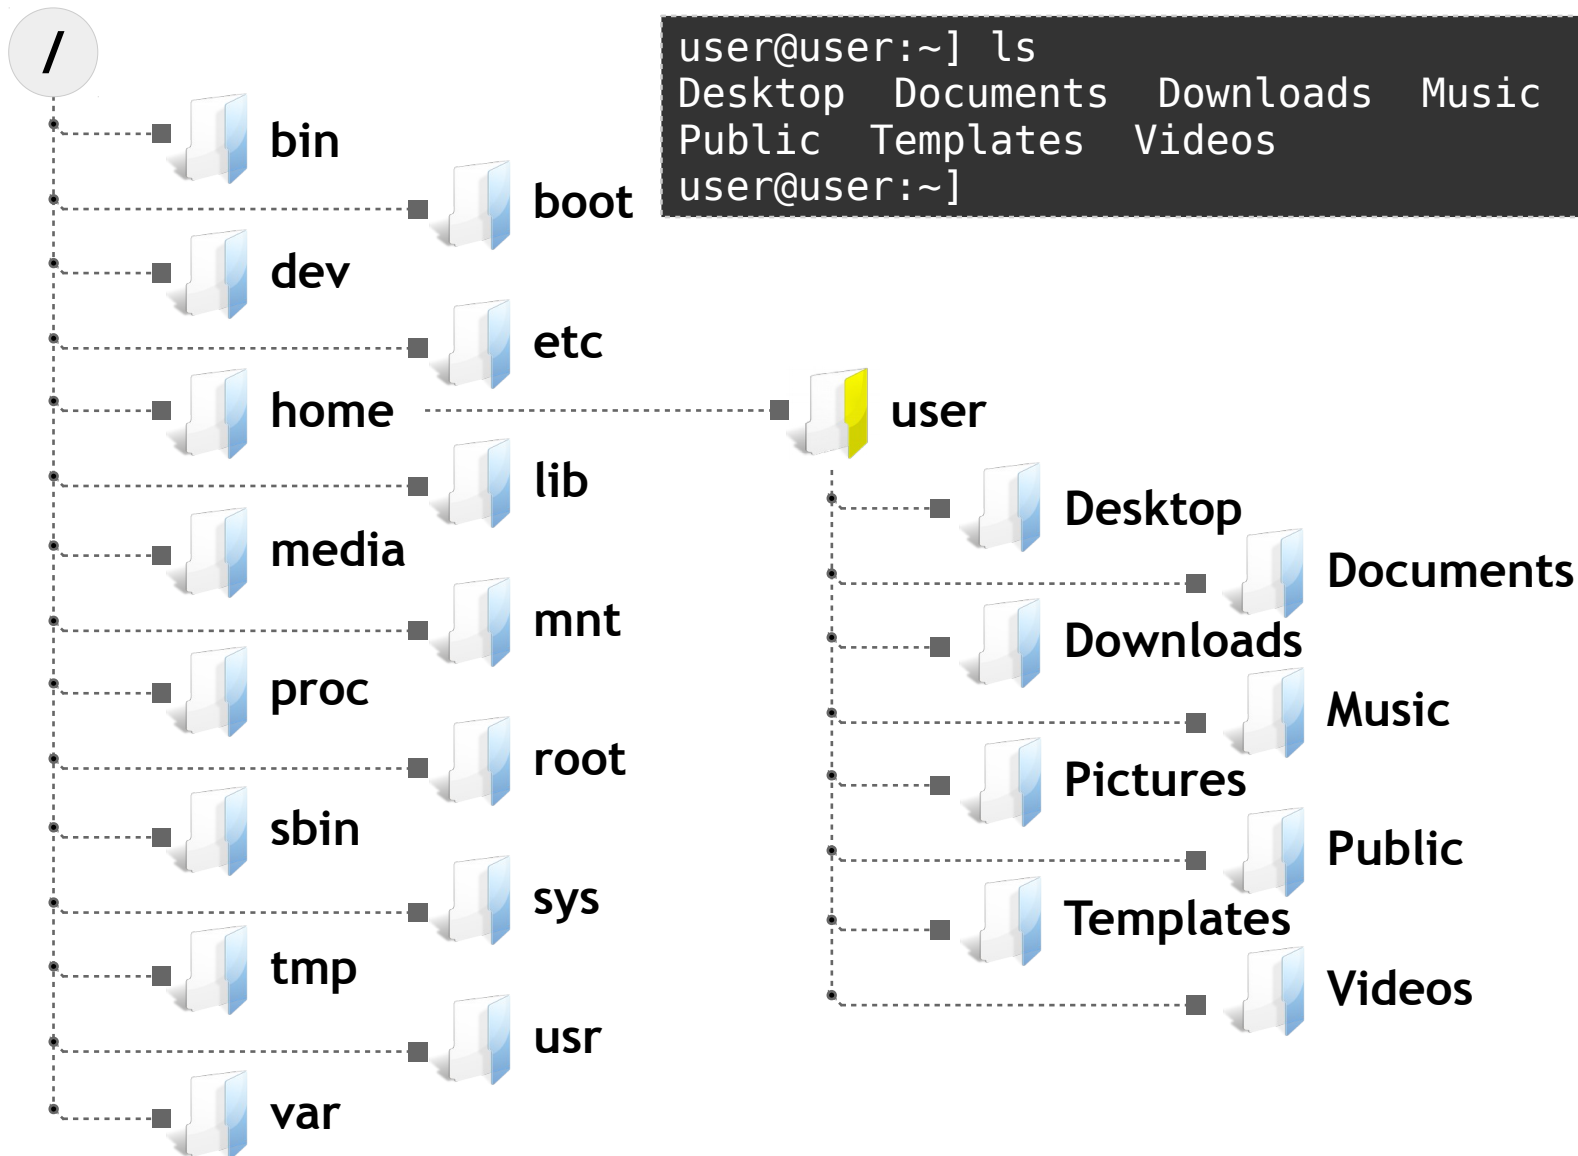 /
user@user:~] ls
Desktop  Documents  Downloads  Music
Public  Templates  Videos
user@user:~]
bin
boot
dev
etc
home
user
lib
Desktop
media
Documents
mnt
Downloads
proc
Music
root
Pictures
sbin
Public
sys
Templates
tmp
Videos
usr
var